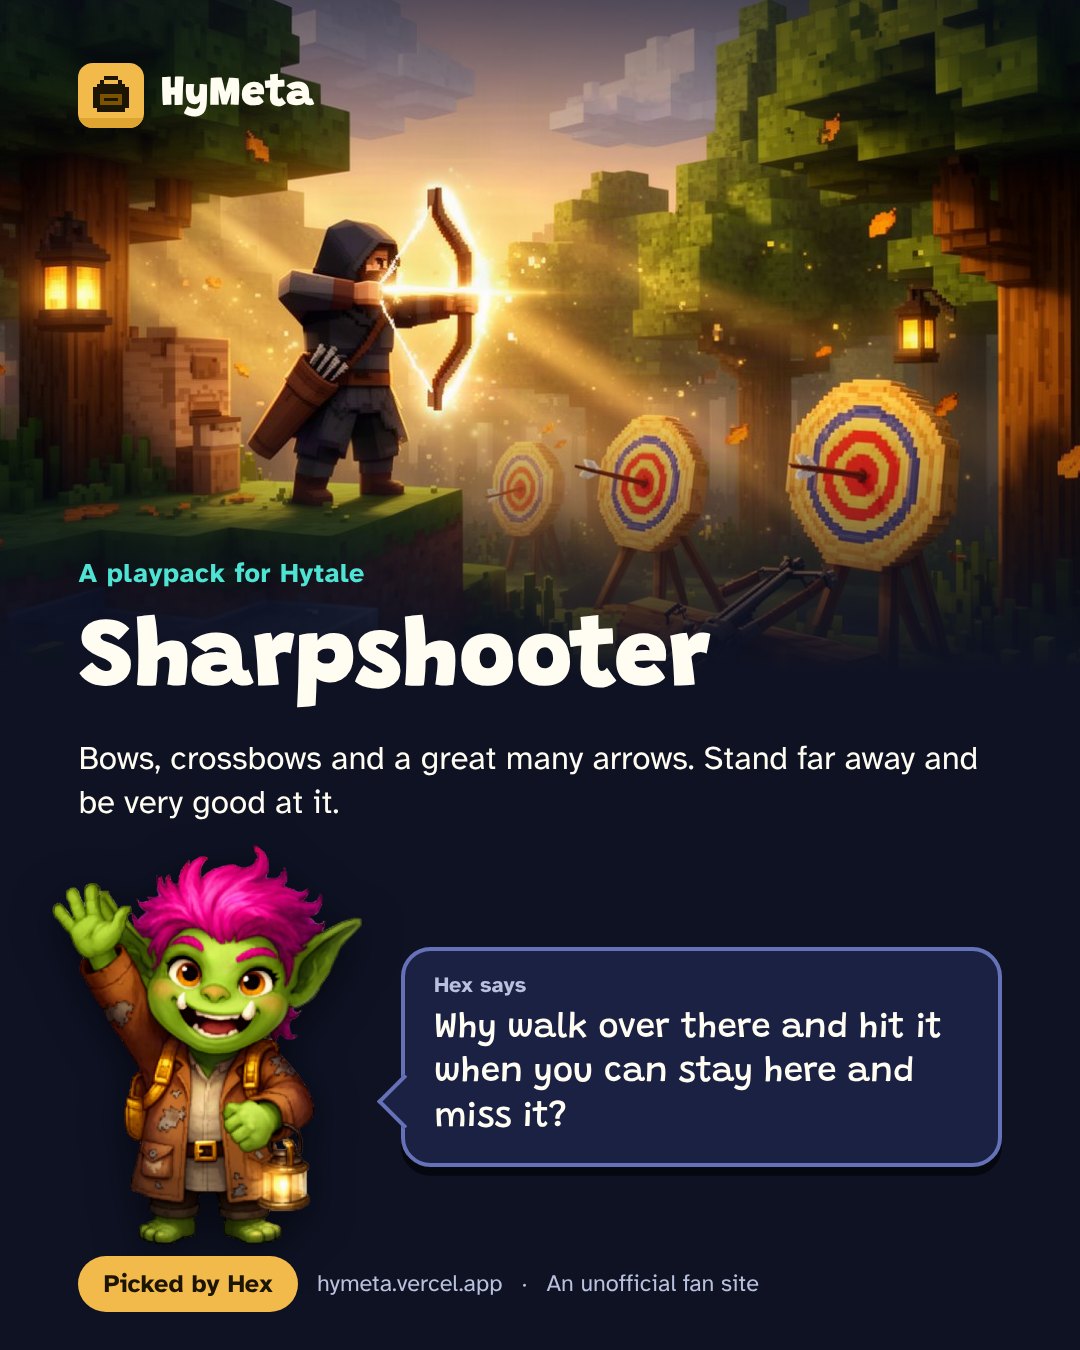 HyMeta
A playpack for Hytale
Sharpshooter
Bows, crossbows and a great many arrows. Stand far away and
be very good at it.
Hex says
Why walk over there and hit it
when you can stay here and
miss it?
Picked by Hex
hymeta.vercel.app · An unofficial fan site